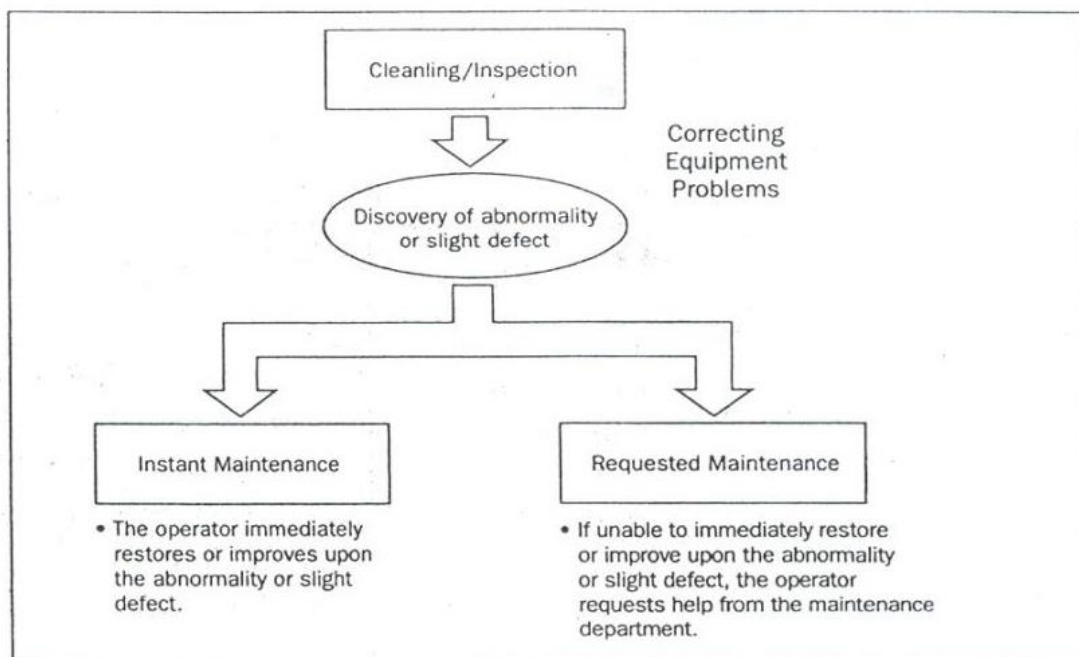 Cleanling/Inspection
Correcting
Equipment
Problems
Discovery of abnormality
or slight defect
Instant Maintenance
• The operator immediately
restores or improves upon
the abnormality or slight
defect.
Requested Maintenance
• If unable to immediately restore
or improve upon the abnormality
or slight defect, the operator
requests help from the maintenance
department.